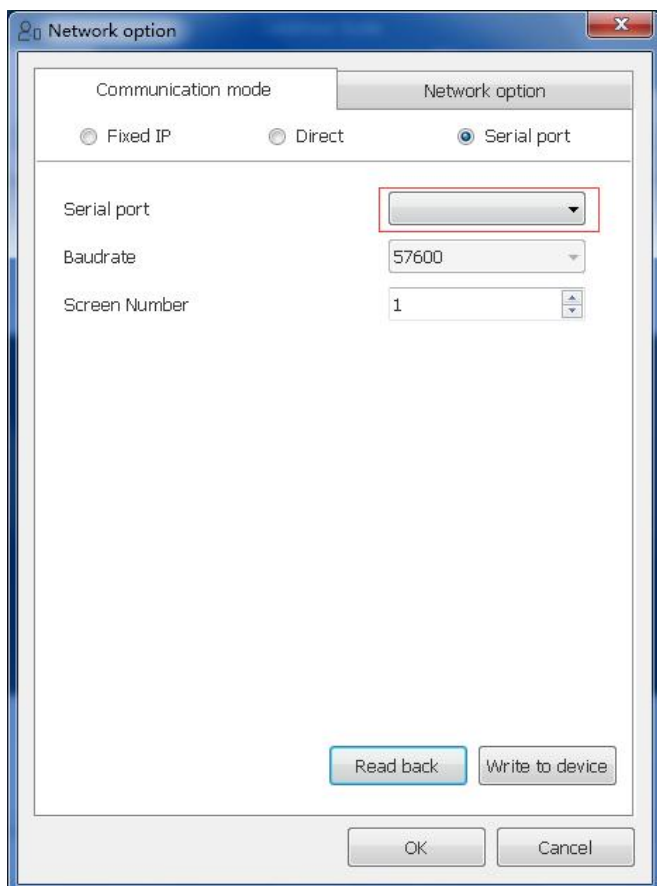 Network option
Communication mode Network option
Fixed IP Direct Serial port
Serial port
Baudrate 57600
Screen Number 1
Read back Write to device
OK Cancel